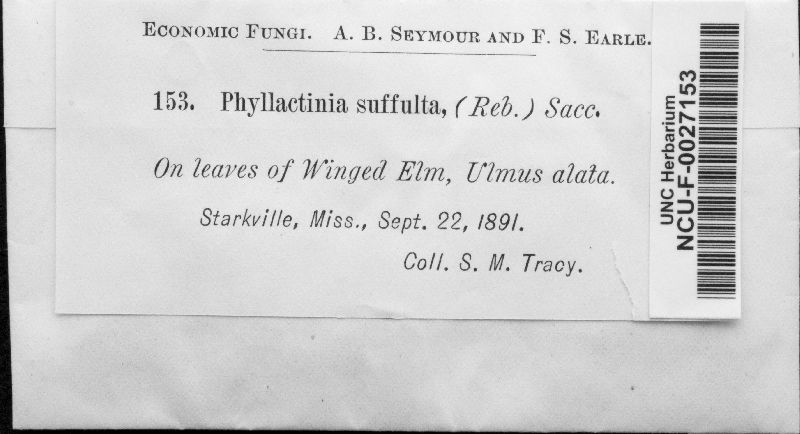 ECONOMIC FUNGI. A. B. SEYMOUR AND F. S. EARLE.
153. Phyllactinia suffulta, (Reb.) Sacc.
On leaves of Winged Elm, Ulmus alata.
Starkville, Miss., Sept. 22, 1891.
Coll. S. M. Tracy.
UNC Herbarium
NCU-F-0027153